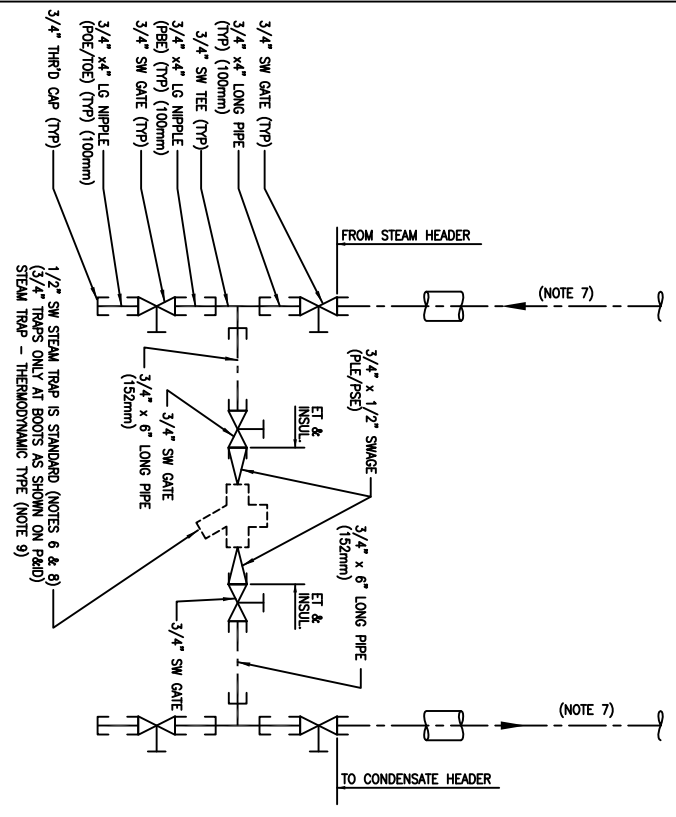 3/4" SW GATE (TYP)
3/4" x4" LONG PIPE
(TYP) (100mm)
3/4" SW TEE (TYP)
3/4" x4" LG NIPPLE
(PBE) (TYP) (100mm)
3/4" SW GATE (TYP)
3/4" x4" LG NIPPLE
(POE/TOE) (TYP) (100mm)
3/4" THR'D CAP (TYP)
FROM STEAM HEADER
(NOTE 7)
3/4" x 1/2" SWAGE
(PLE/PSE)
ET &
INSUL.
3/4" SW GATE
3/4" x 6" LONG PIPE
(152mm)
1/2" SW STEAM TRAP IS STANDARD (NOTES 6 & 8)
(3/4" TRAPS ONLY AT BOOTS AS SHOWN ON P&ID)
STEAM TRAP – THERMODYNAMIC TYPE (NOTE 9)
3/4" x 6" LONG PIPE
(152mm)
ET &
INSUL.
3/4" SW GATE
(NOTE 7)
TO CONDENSATE HEADER